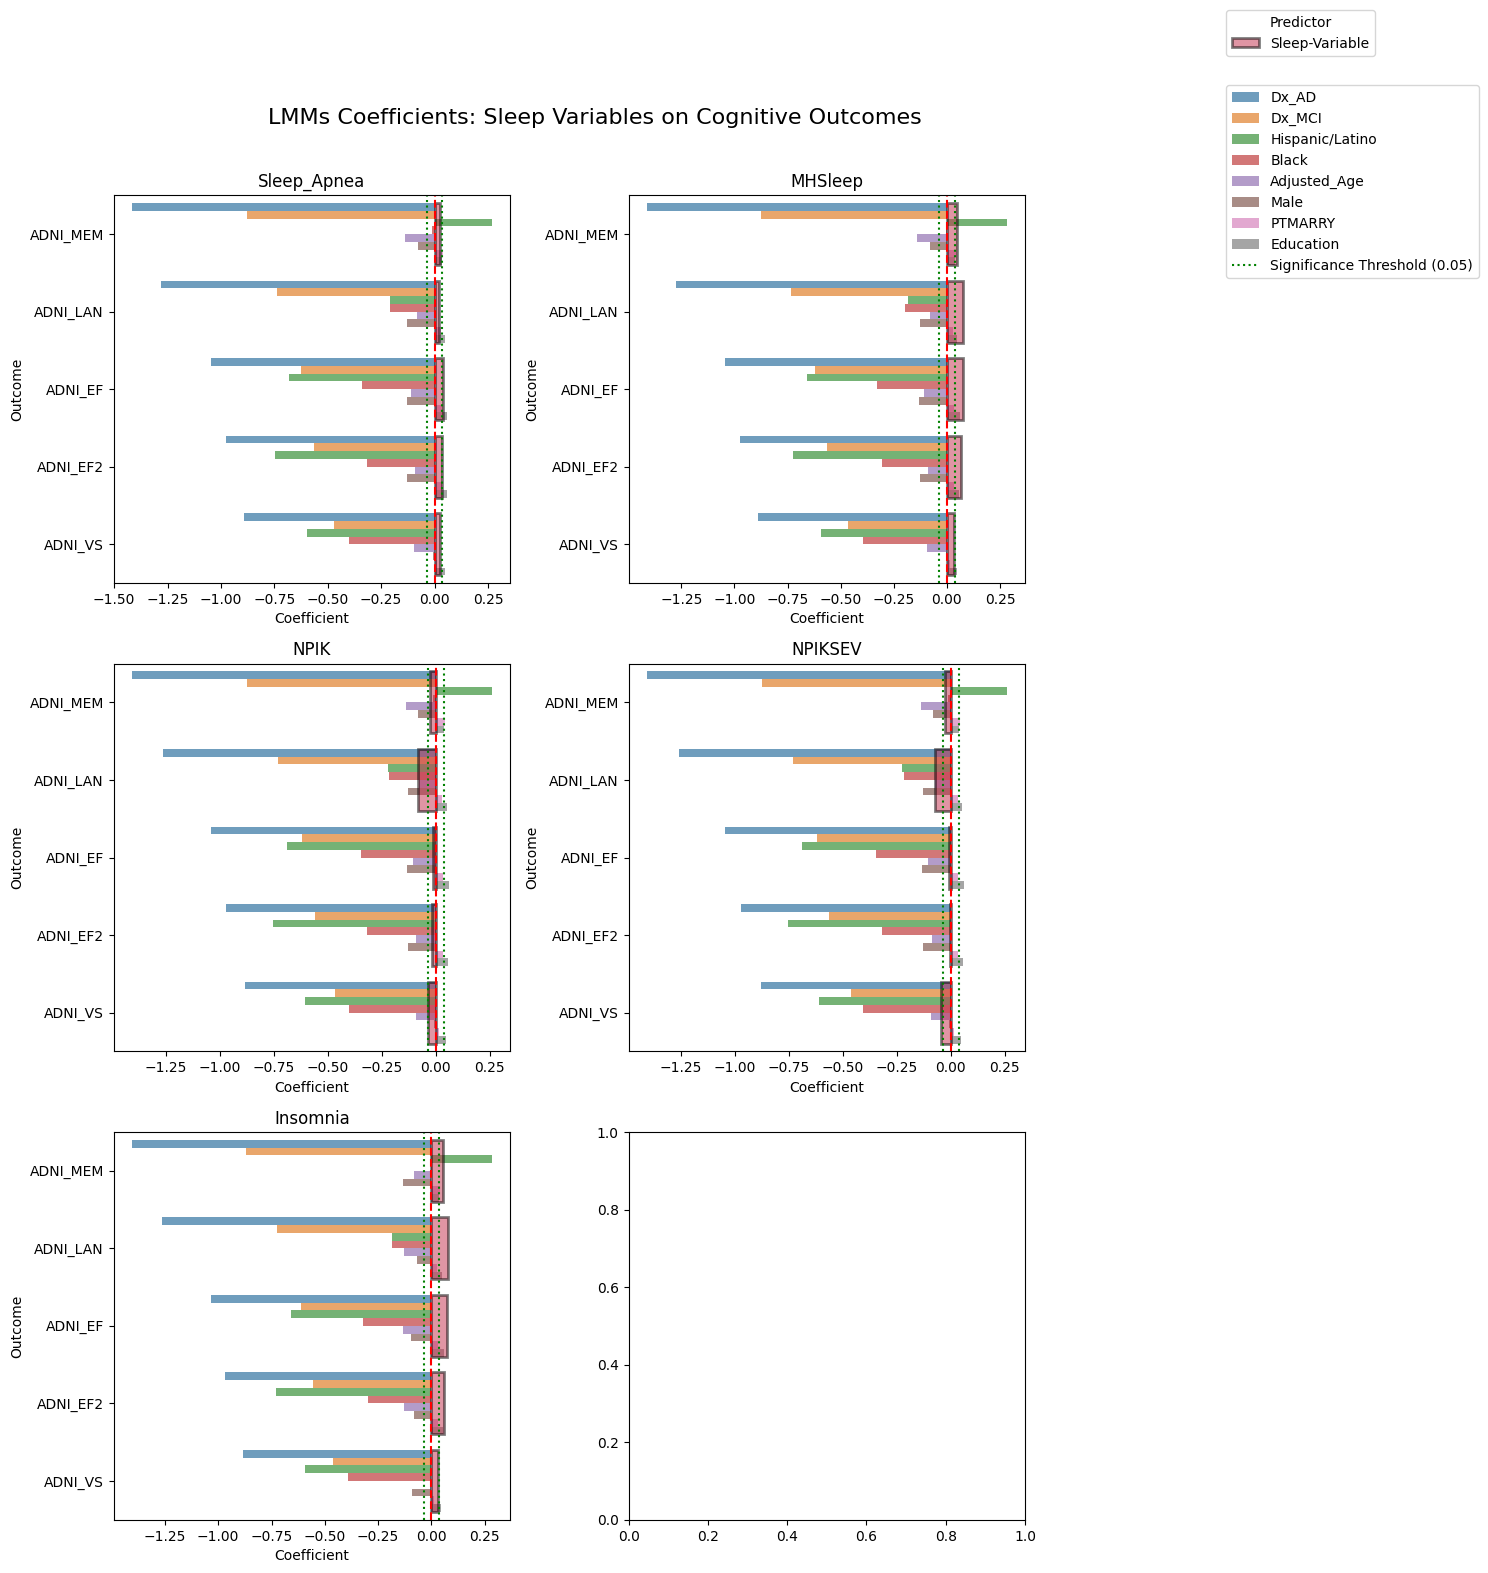 Predictor
Sleep-Variable
Dx_AD
Dx_MCI
Hispanic/Latino
Black
Adjusted_Age
Male
PTMARRY
Education
Significance Threshold (0.05)
LMMs Coefficients: Sleep Variables on Cognitive Outcomes
Sleep_Apnea
ADNI_MEM
ADNI_LAN
ADNI_EF
ADNI_EF2
ADNI_VS
Outcome
−1.50 −1.25 −1.00 −0.75 −0.50 −0.25 0.00 0.25
Coefficient
MHSleep
ADNI_MEM
ADNI_LAN
ADNI_EF
ADNI_EF2
ADNI_VS
Outcome
−1.25 −1.00 −0.75 −0.50 −0.25 0.00 0.25
Coefficient
NPIK
ADNI_MEM
ADNI_LAN
ADNI_EF
ADNI_EF2
ADNI_VS
Outcome
−1.25 −1.00 −0.75 −0.50 −0.25 0.00 0.25
Coefficient
NPIKSEV
ADNI_MEM
ADNI_LAN
ADNI_EF
ADNI_EF2
ADNI_VS
Outcome
−1.25 −1.00 −0.75 −0.50 −0.25 0.00 0.25
Coefficient
Insomnia
ADNI_MEM
ADNI_LAN
ADNI_EF
ADNI_EF2
ADNI_VS
Outcome
−1.25 −1.00 −0.75 −0.50 −0.25 0.00 0.25
Coefficient
1.0
0.8
0.6
0.4
0.2
0.0
0.0 0.2 0.4 0.6 0.8 1.0